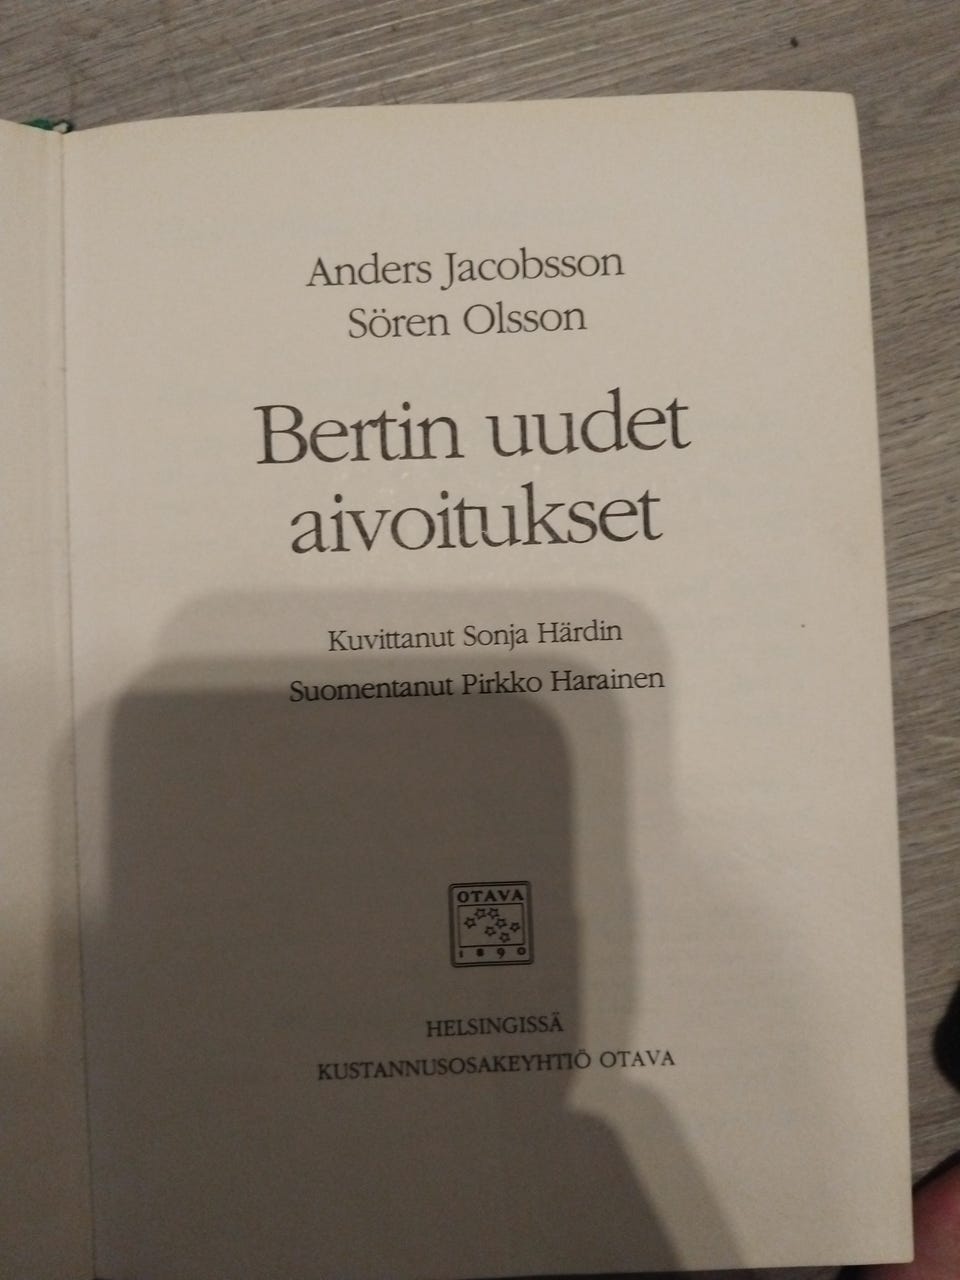 Anders Jacobsson
Sören Olsson
Bertin uudet
aivoitukset
Kuvittanut Sonja Härdin
Suomentanut Pirkko Harainen
OTAVA
1890
HELSINGISSÄ
KUSTANNUSOSAKEYHTIÖ OTAVA